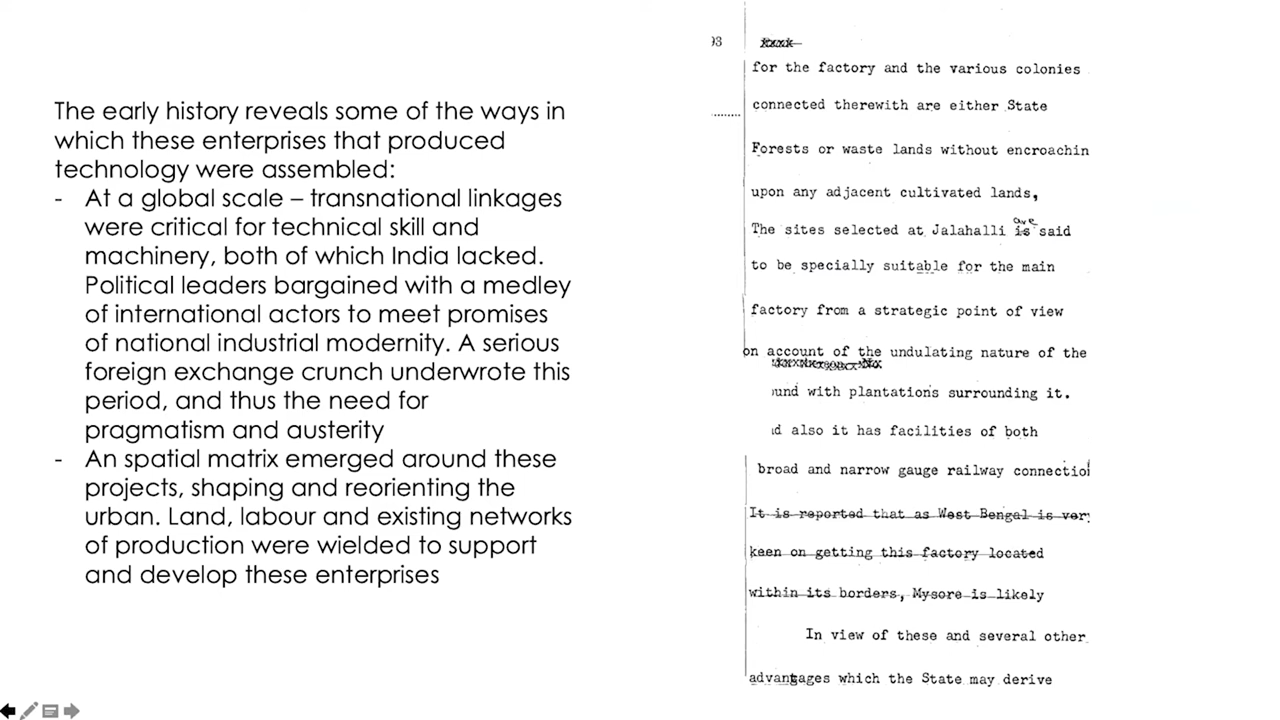 The early history reveals some of the ways in
which these enterprises that produced
technology were assembled:
- At a global scale – transnational linkages
were critical for technical skill and
machinery, both of which India lacked.
Political leaders bargained with a medley
of international actors to meet promises
of national industrial modernity. A serious
foreign exchange crunch underwrote this
period, and thus the need for
pragmatism and austerity
- An spatial matrix emerged around these
projects, shaping and reorienting the
urban. Land, labour and existing networks
of production were wielded to support
and develop these enterprises
for the factory and the various colonies
connected therewith are either State
Forests or waste lands without encroachin
upon any adjacent cultivated lands,
are
The sites selected at Jalahalli is said
to be specially suitable for the main
factory from a strategic point of view
on account of the undulating nature of the
und with plantations surrounding it.
d also it has facilities of both
broad and narrow gauge railway connectio
It is reported that as West Bengal is very
keen on getting this factory located
within its borders, Mysore is likely
In view of these and several other
advantages which the State may derive